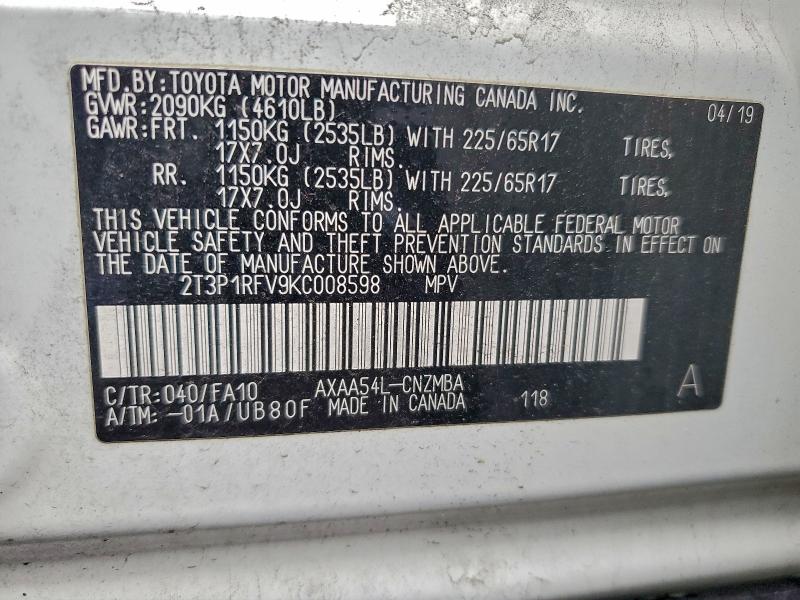 MFD.BY:TOYOTA MOTOR MANUFACTURING CANADA INC. 04/19
GVWR:2090KG (4610LB)
GAWR:FRT. 1150KG (2535LB) WITH 225/65R17 TIRES,
17X7.0J RIMS.
RR. 1150KG (2535LB) WITH 225/65R17 TIRES,
17X7.0J RIMS.
THIS VEHICLE CONFORMS TO ALL APPLICABLE FEDERAL MOTOR
VEHICLE SAFETY AND THEFT PREVENTION STANDARDS IN EFFECT ON
THE DATE OF MANUFACTURE SHOWN ABOVE.
2T3P1RFV9KC008598 MPV
C/TR:040/FA10 AXAA54L-CNZMBA A
A/TM:-01A/UB80F MADE IN CANADA 118